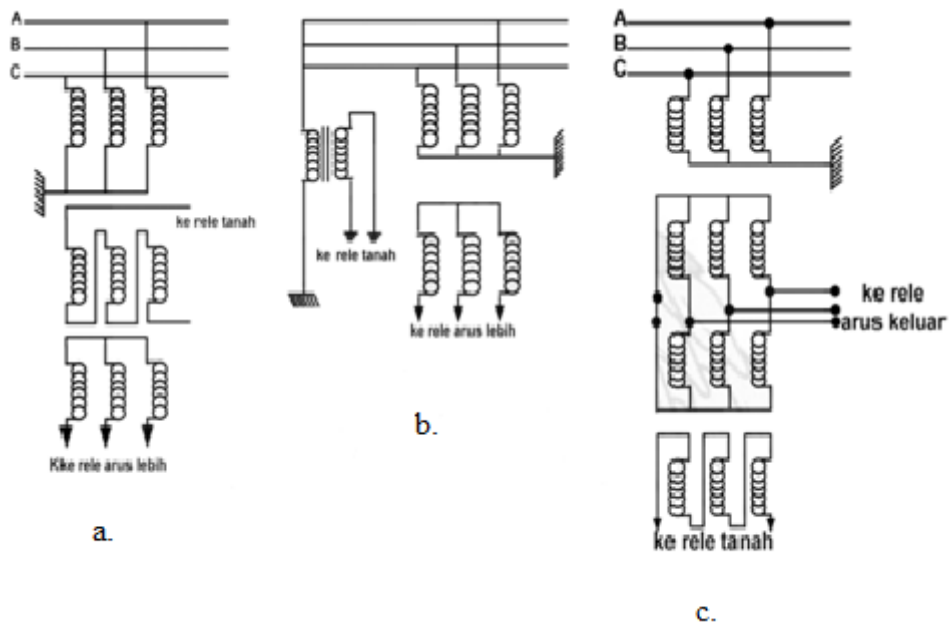 A
B
C
ke rele tanah
Kke rele arus lebih
a.
ke rele tanah
ke rele arus lebih
b.
A
B
C
ke rele
arus keluar
ke rele tanah
c.